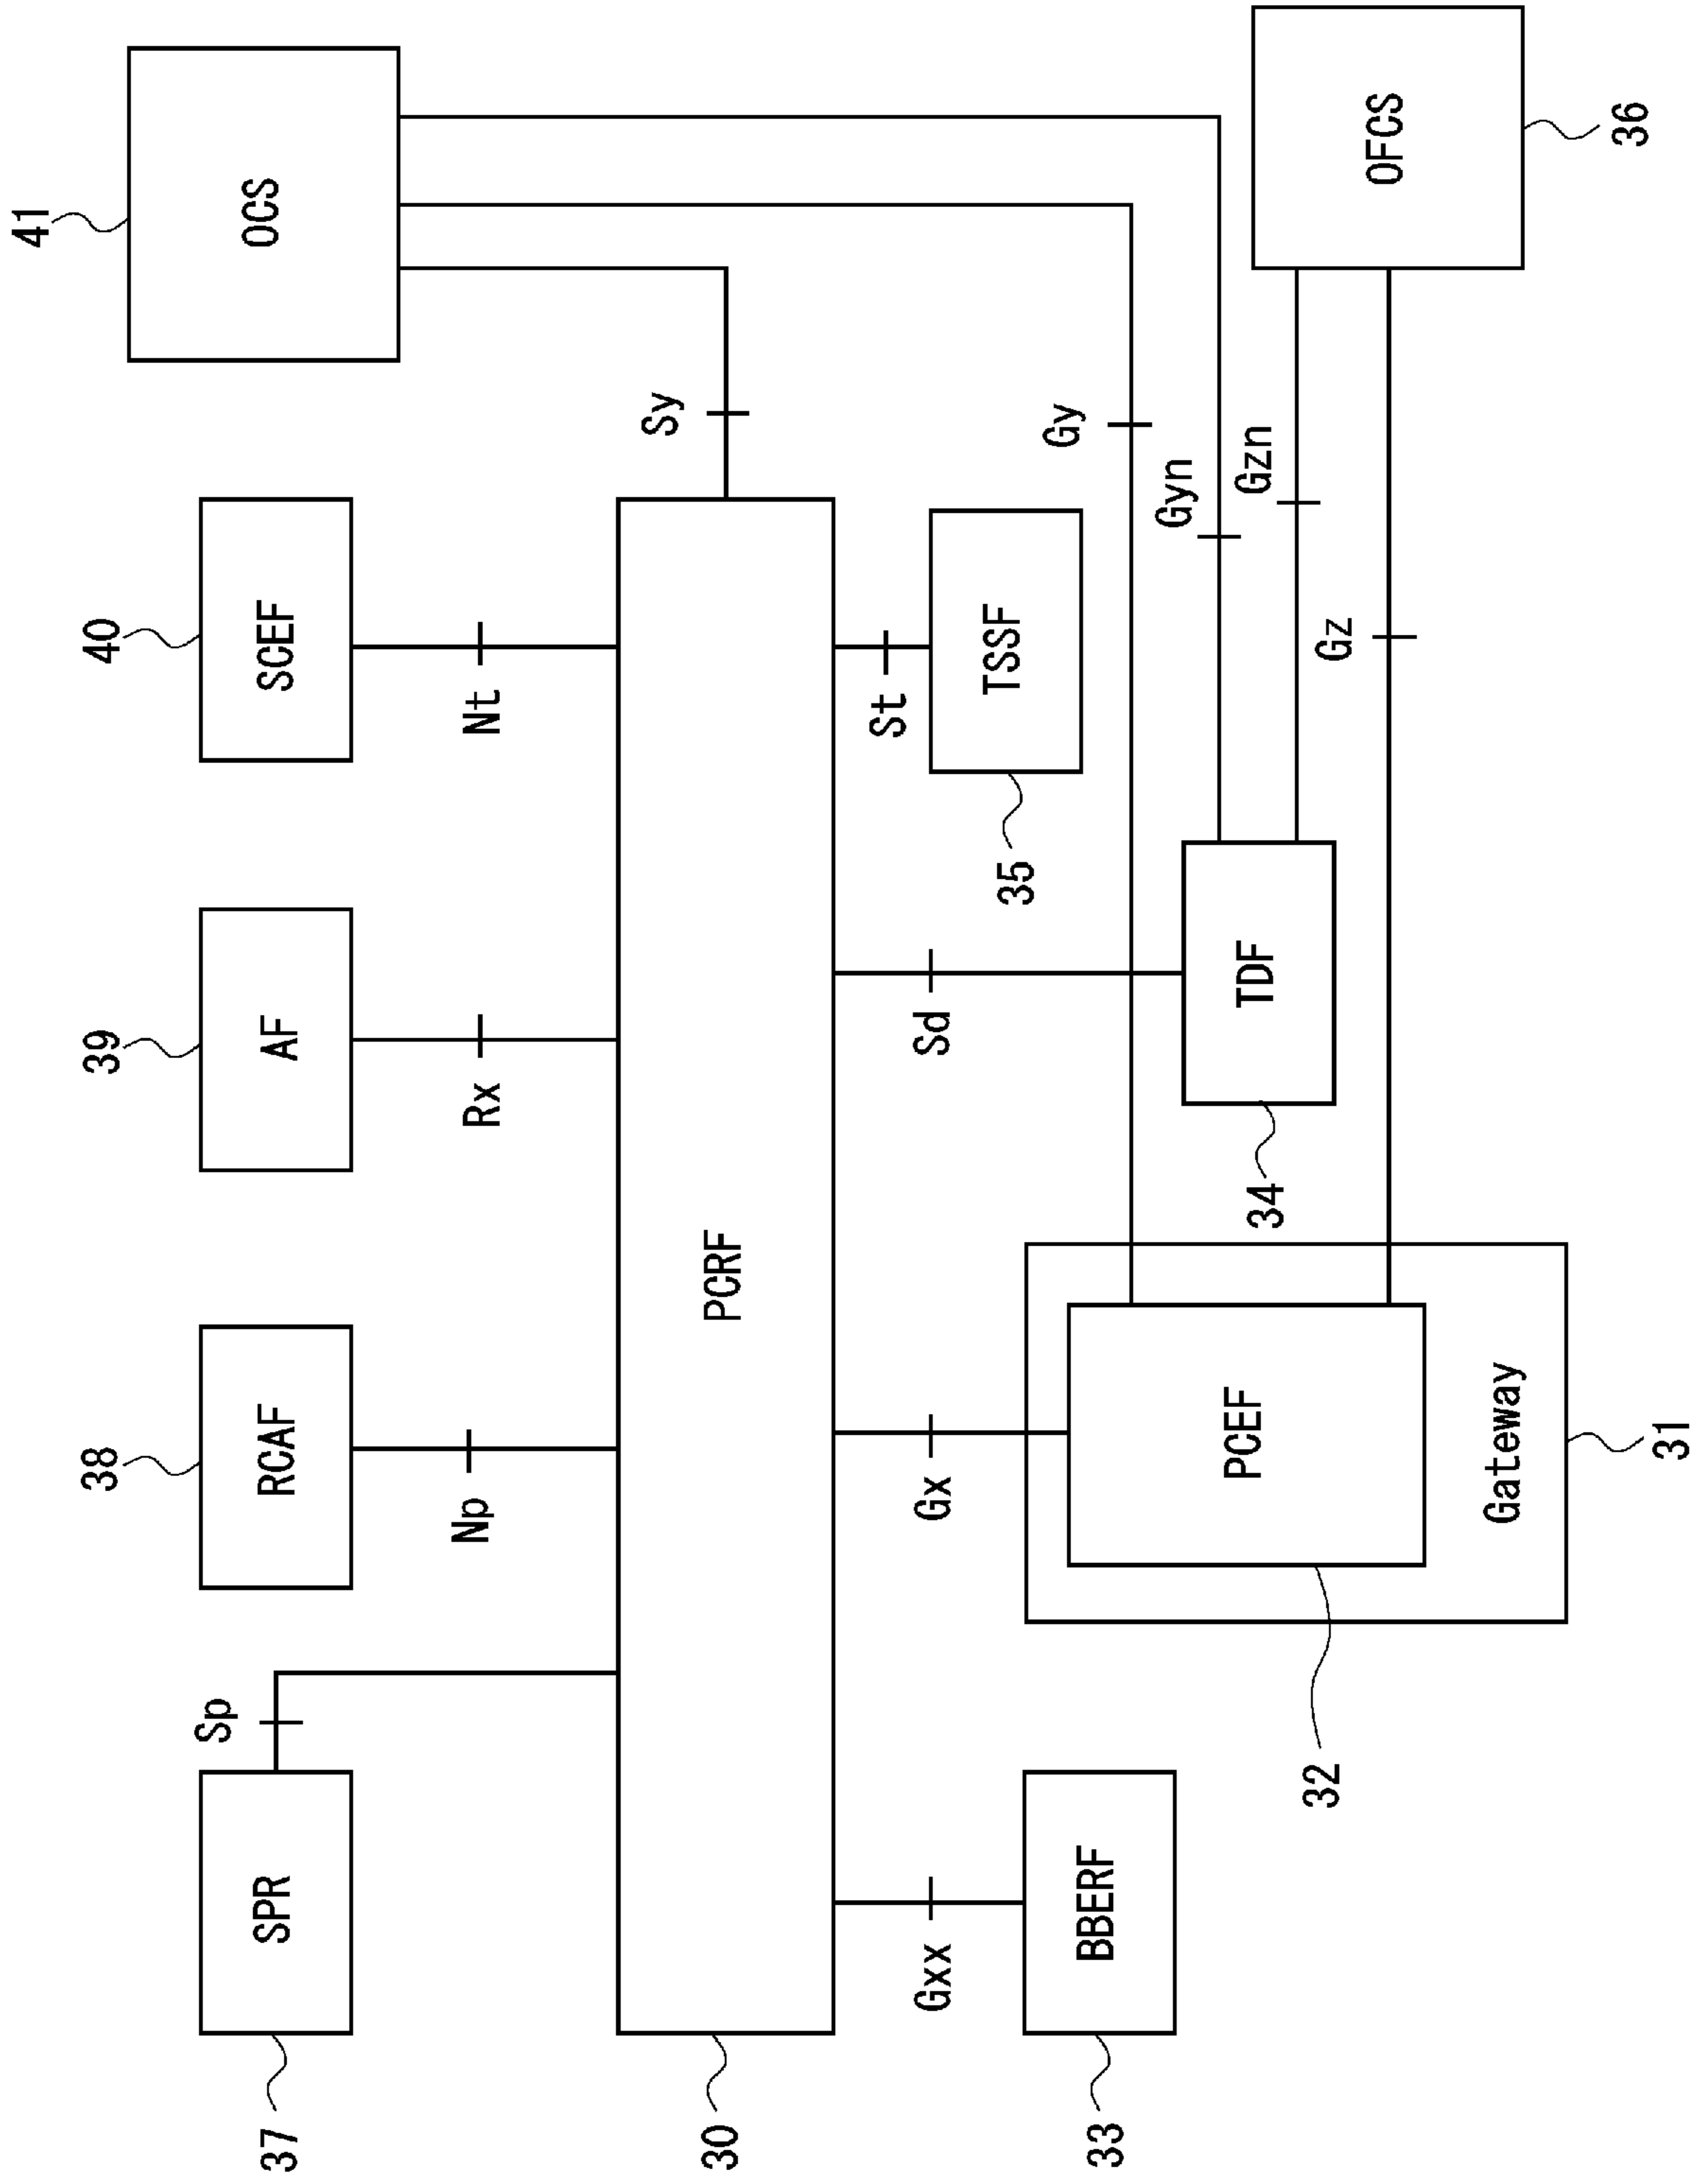 37
SPR
Sp
38
RCAF
Np
39
AF
Rx
40
SCEF
Nt
41
OCS
Sy
30
PCRF
Gxx
33
BBERF
Gx
32
PCEF
Gateway
31
Sd
34
TDF
St
35
TSSF
Gy
Gyn
Gzn
Gz
OFCS
36